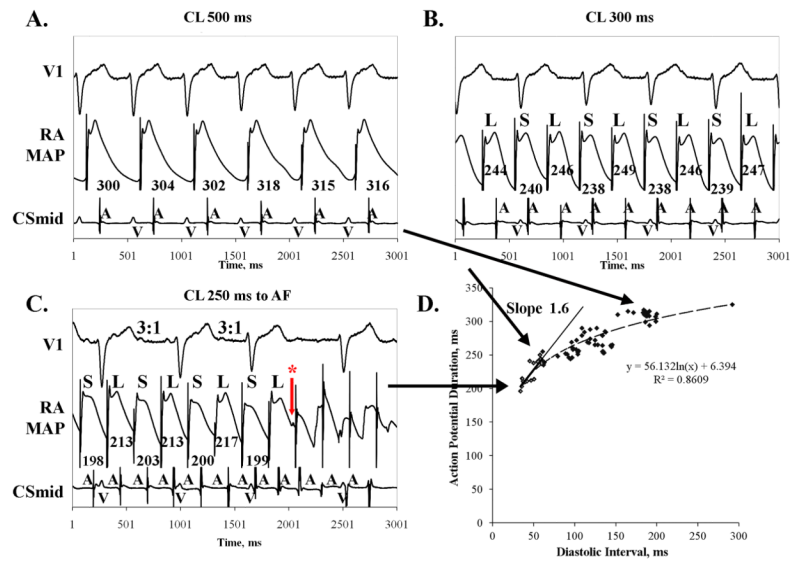 A.
CL 500 ms
V1
RA
MAP
300 304 302 318 315 316
CSmid
A A A A A A
V V V V V
1 501 1001 1501 2001 2501 3001
Time, ms
B.
CL 300 ms
L S L S L S L S L
244 246 249 246 247
240 238 238 239
A A A A A A A A A
V V V V
1 501 1001 1501 2001 2501 3001
Time, ms
C.
CL 250 ms to AF
V1
3:1 3:1
S L S L S L S L *
RA
MAP
213 213 217
198 203 200 199
CSmid
A A A A A A A A A A A
V V V V
1 501 1001 1501 2001 2501 3001
Time, ms
D.
Slope 1.6
Action Potential Duration, ms
350
300
250
200
150
100
50
0
y = 56.132ln(x) + 6.394
R² = 0.8609
0 50 100 150 200 250 300
Diastolic Interval, ms